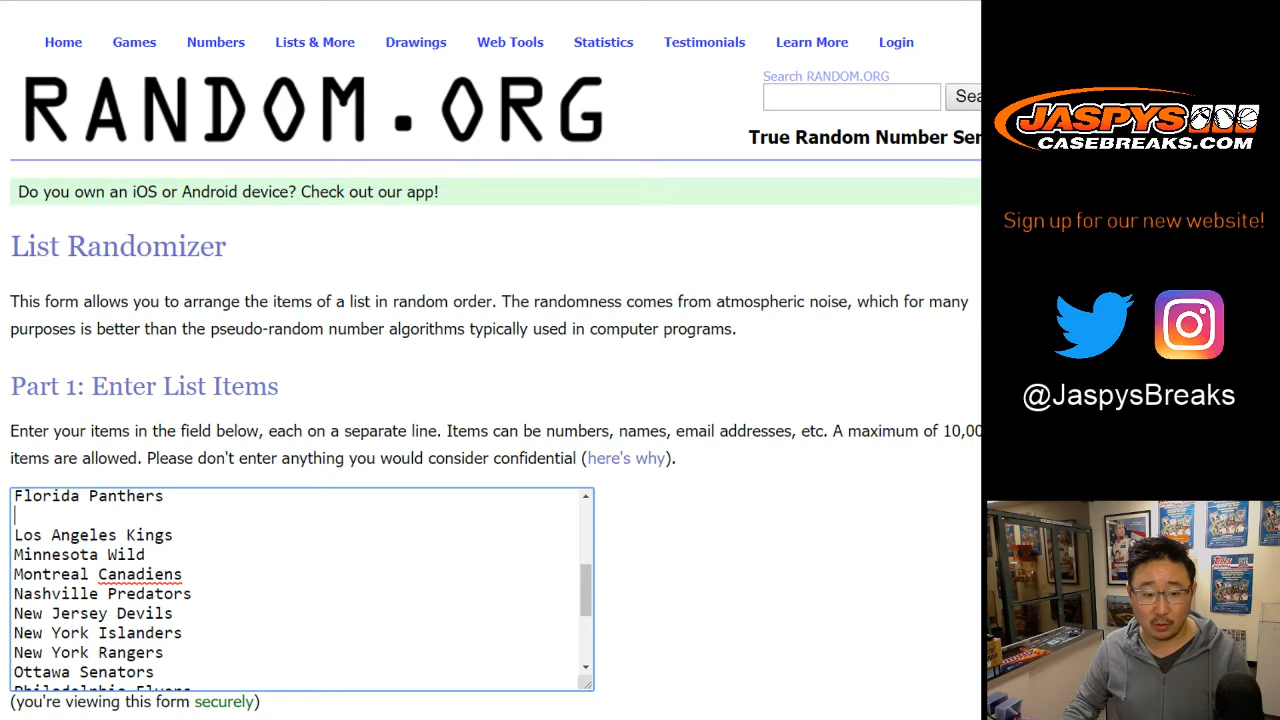 Home Games Numbers Lists & More Drawings Web Tools Statistics Testimonials Learn More Login
RANDOM.ORG
Search RANDOM.ORG
Sea
True Random Number Ser
Do you own an iOS or Android device? Check out our app!
List Randomizer
This form allows you to arrange the items of a list in random order. The randomness comes from atmospheric noise, which for many
purposes is better than the pseudo-random number algorithms typically used in computer programs.
Part 1: Enter List Items
Enter your items in the field below, each on a separate line. Items can be numbers, names, email addresses, etc. A maximum of 10,00
items are allowed. Please don't enter anything you would consider confidential (here's why).
Florida Panthers
Los Angeles Kings
Minnesota Wild
Montreal Canadiens
Nashville Predators
New Jersey Devils
New York Islanders
New York Rangers
Ottawa Senators
Philadelphia Flyers
(you're viewing this form securely)
JASPYS
CASEBREAKS.COM
Sign up for our new website!
@JaspysBreaks
TOPPS